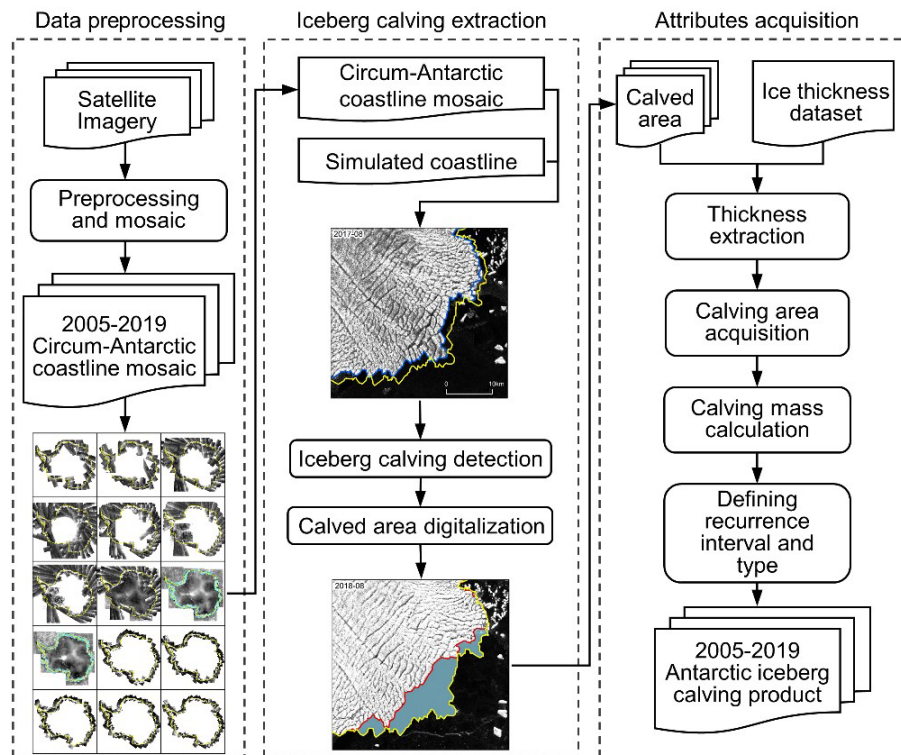 Data preprocessing
Satellite
Imagery
Preprocessing
and mosaic
2005-2019
Circum-Antarctic
coastline mosaic
Iceberg calving extraction
Circum-Antarctic
coastline mosaic
Simulated coastline
2017-08
0 10km
Iceberg calving detection
Calved area digitalization
2018-08
Attributes acquisition
Calved
area
Ice thickness
dataset
Thickness
extraction
Calving area
acquisition
Calving mass
calculation
Defining
recurrence
interval and
type
2005-2019
Antarctic iceberg
calving product